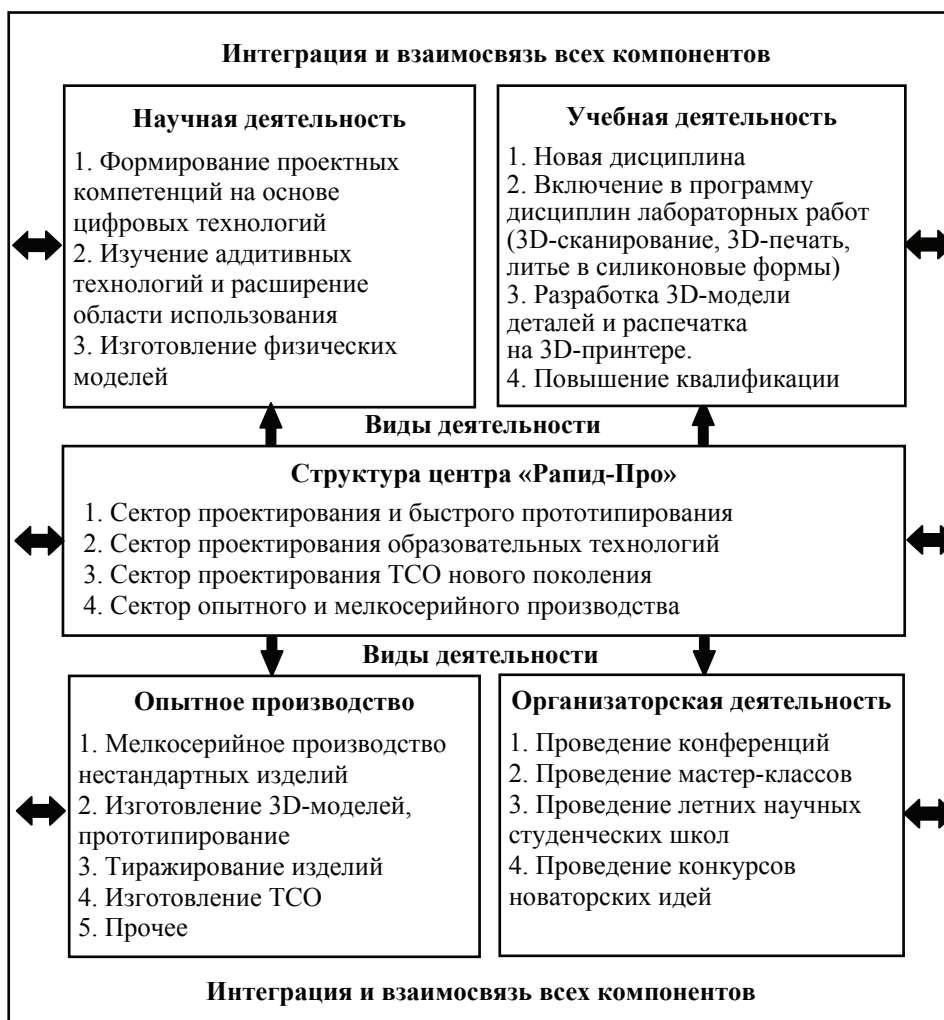 Интеграция и взаимосвязь всех компонентов
Научная деятельность
1. Формирование проектных
компетенций на основе
цифровых технологий
2. Изучение аддитивных
технологий и расширение
области использования
3. Изготовление физических
моделей
Учебная деятельность
1. Новая дисциплина
2. Включение в программу
дисциплин лабораторных работ
(3D-сканирование, 3D-печать,
литье в силиконовые формы)
3. Разработка 3D-модели
деталей и распечатка
на 3D-принтере.
4. Повышение квалификации
Виды деятельности
Структура центра «Рапид-Про»
1. Сектор проектирования и быстрого прототипирования
2. Сектор проектирования образовательных технологий
3. Сектор проектирования ТСО нового поколения
4. Сектор опытного и мелкосерийного производства
Виды деятельности
Опытное производство
1. Мелкосерийное производство
нестандартных изделий
2. Изготовление 3D-моделей,
прототипирование
3. Тиражирование изделий
4. Изготовление ТСО
5. Прочее
Организаторская деятельность
1. Проведение конференций
2. Проведение мастер-классов
3. Проведение летних научных
студенческих школ
4. Проведение конкурсов
новаторских идей
Интеграция и взаимосвязь всех компонентов